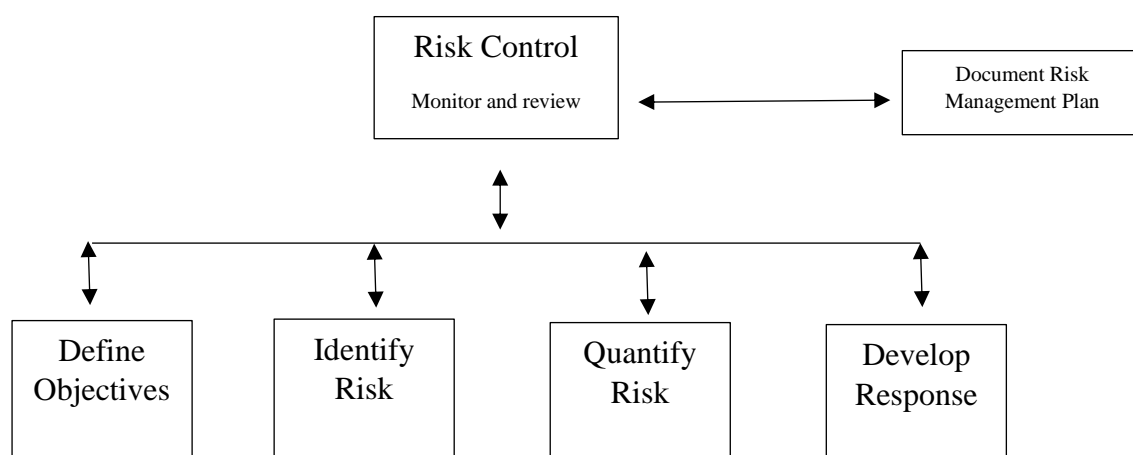 Risk Control
Monitor and review
Document Risk
Management Plan
Define
Objectives
Identify
Risk
Quantify
Risk
Develop
Response